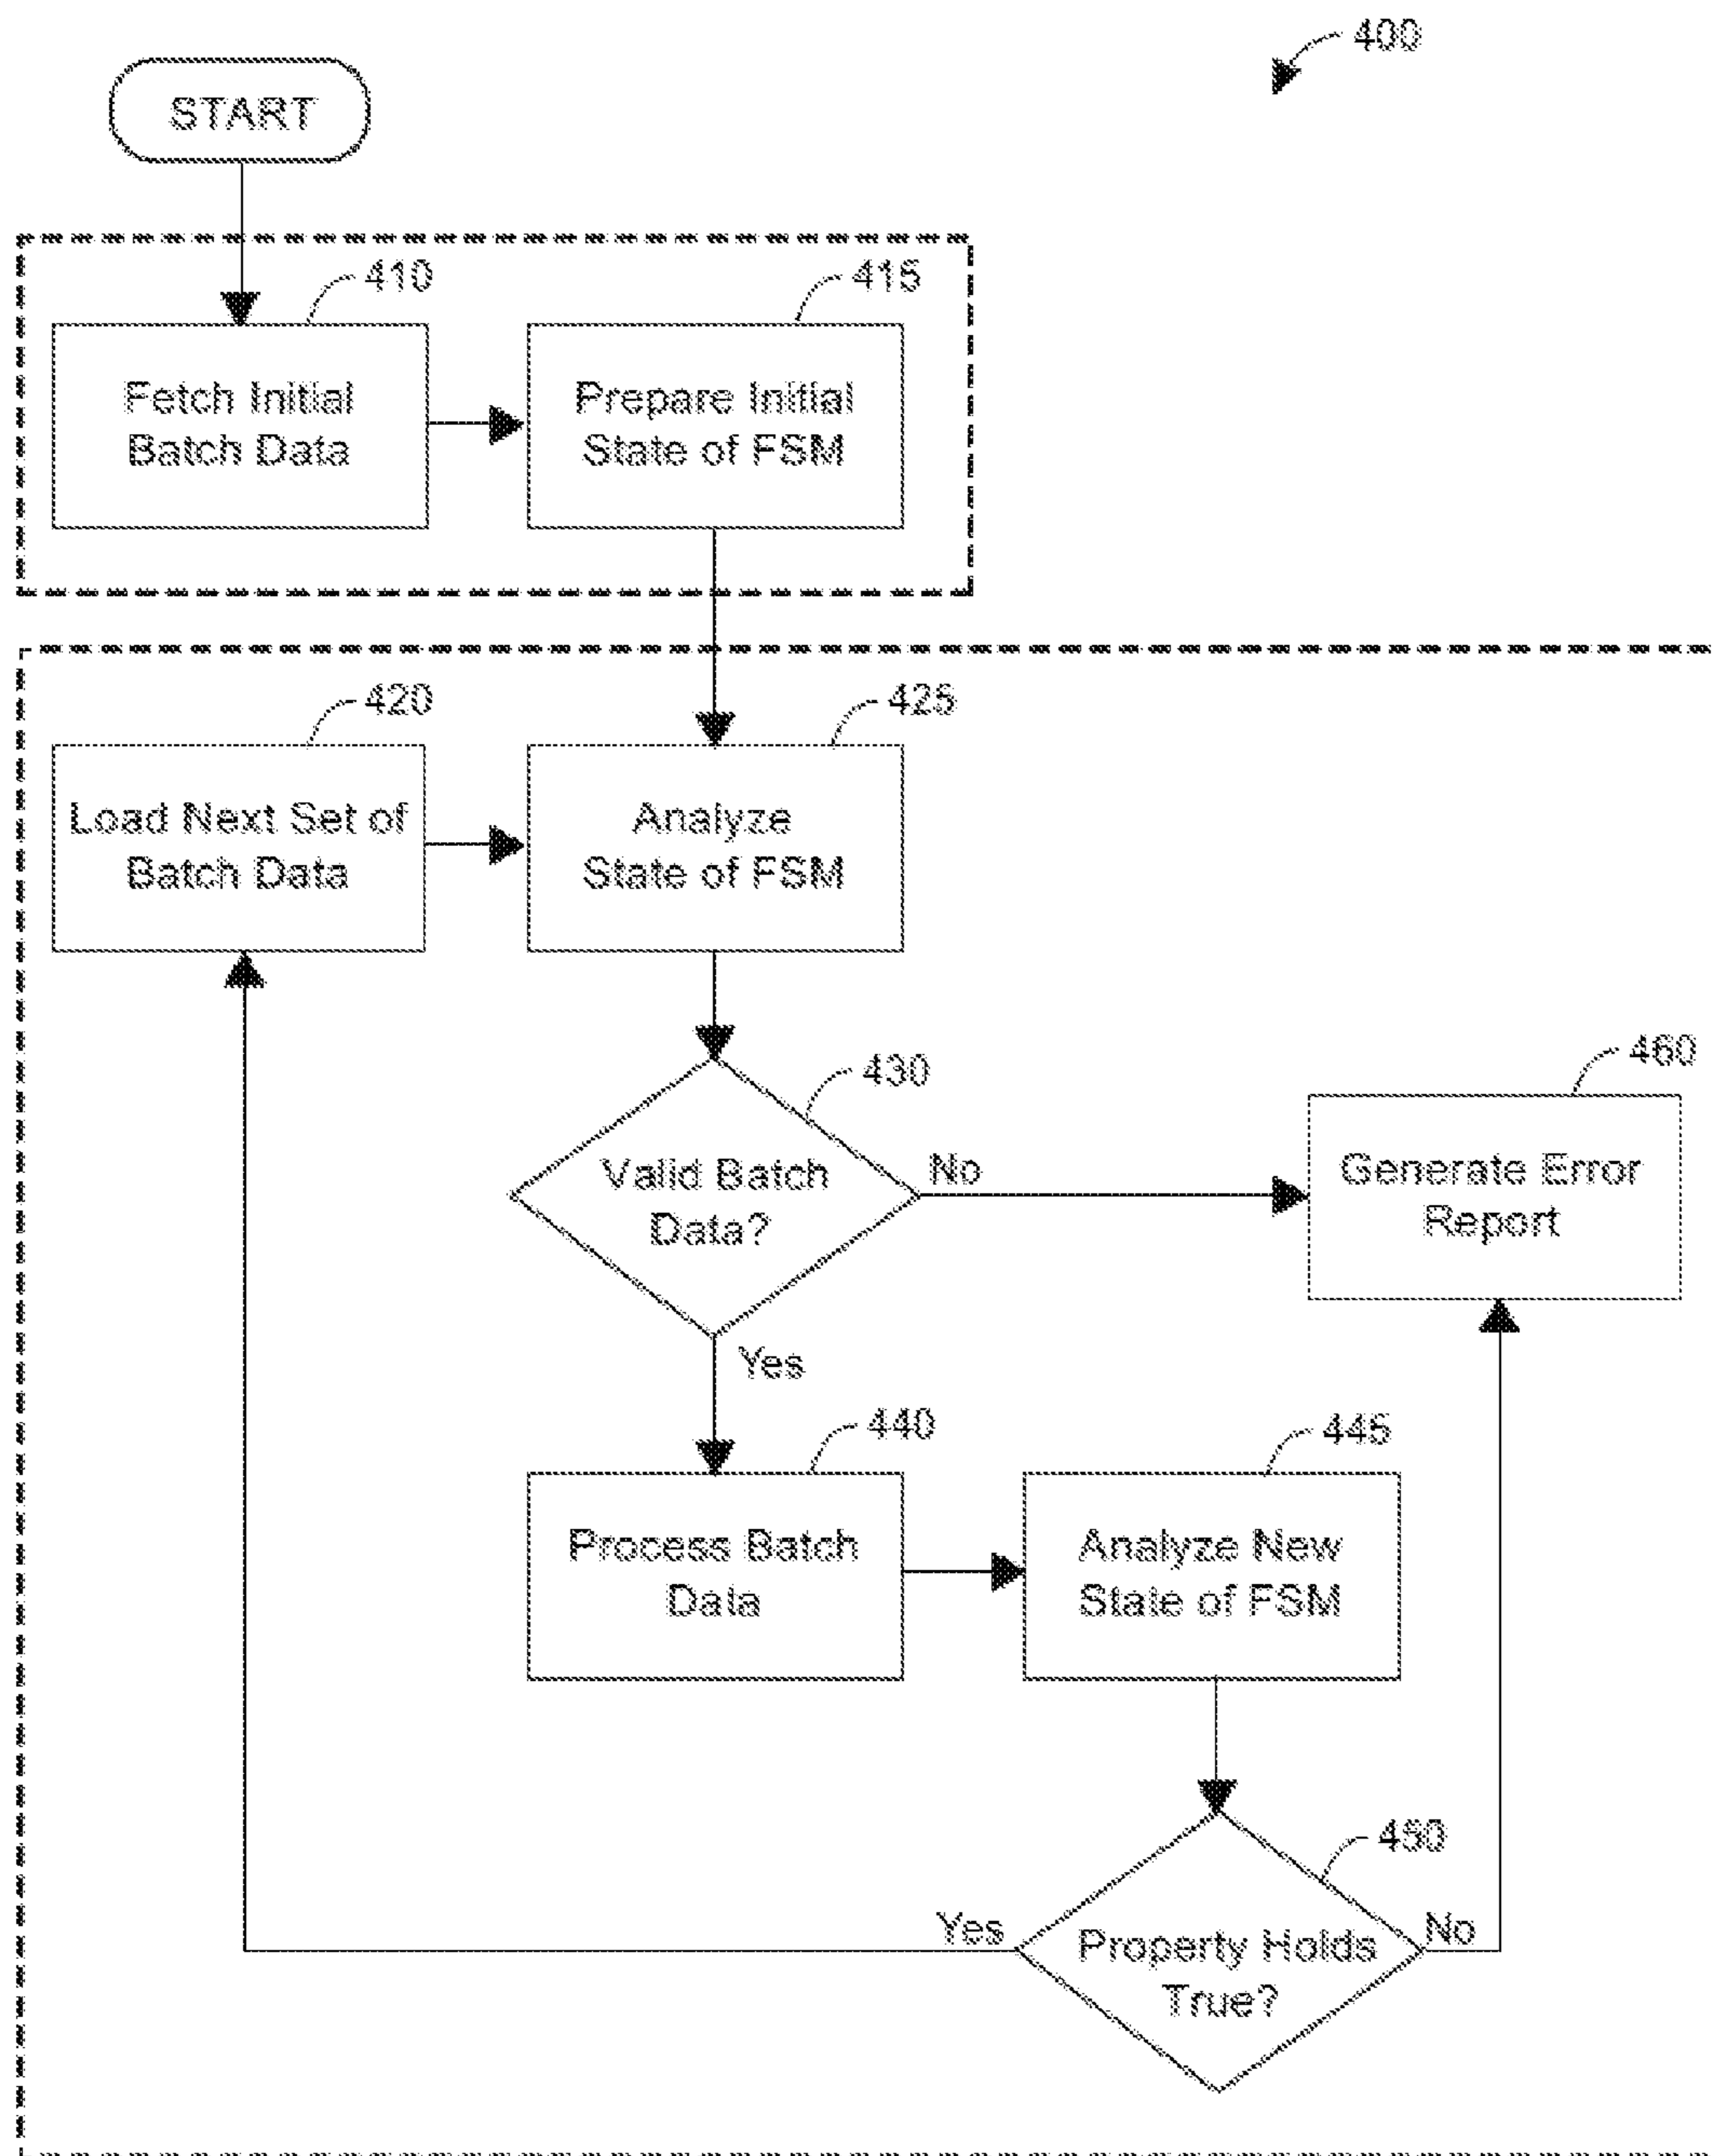 400
START
410
415
Fetch Initial
Batch Data
Prepare Initial
State of FSM
420
425
Load Next Set of
Batch Data
Analyze
State of FSM
430
460
Valid Batch
Data?
No
Generate Error
Report
Yes
440
445
Process Batch
Data
Analyze New
State of FSM
450
Yes
Property Holds
True?
No